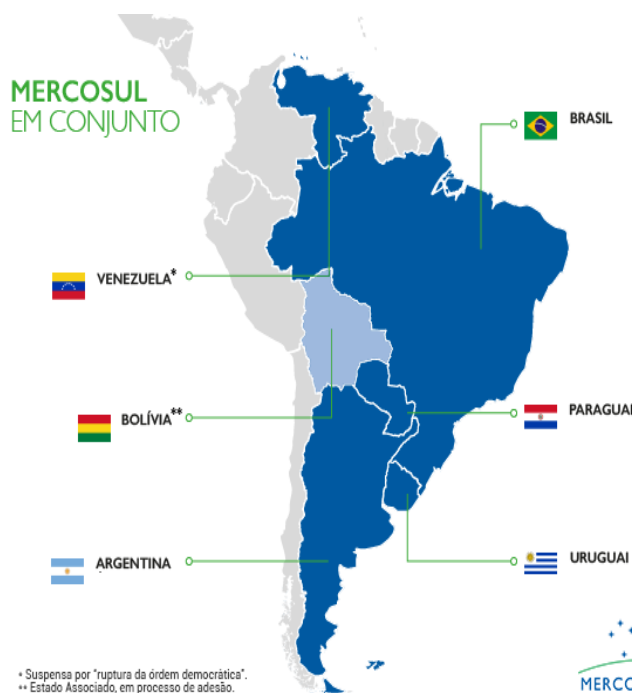 MERCOSUL
EM CONJUNTO
BRASIL
VENEZUELA*
BOLÍVIA**
PARAGUAI
ARGENTINA
URUGUAI
* Suspensa por "ruptura da órdem democrática".
** Estado Associado, em processo de adesão.
MERCO